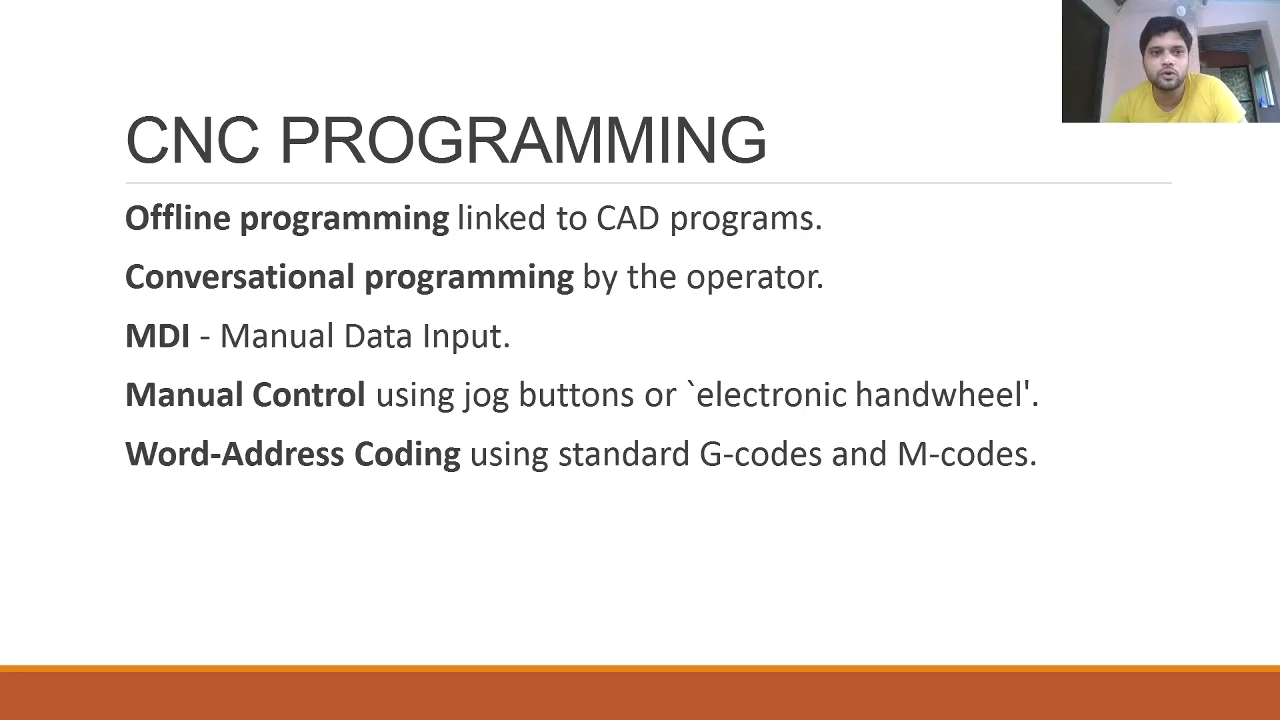 CNC PROGRAMMING
Offline programming linked to CAD programs.
Conversational programming by the operator.
MDI - Manual Data Input.
Manual Control using jog buttons or `electronic handwheel'.
Word-Address Coding using standard G-codes and M-codes.